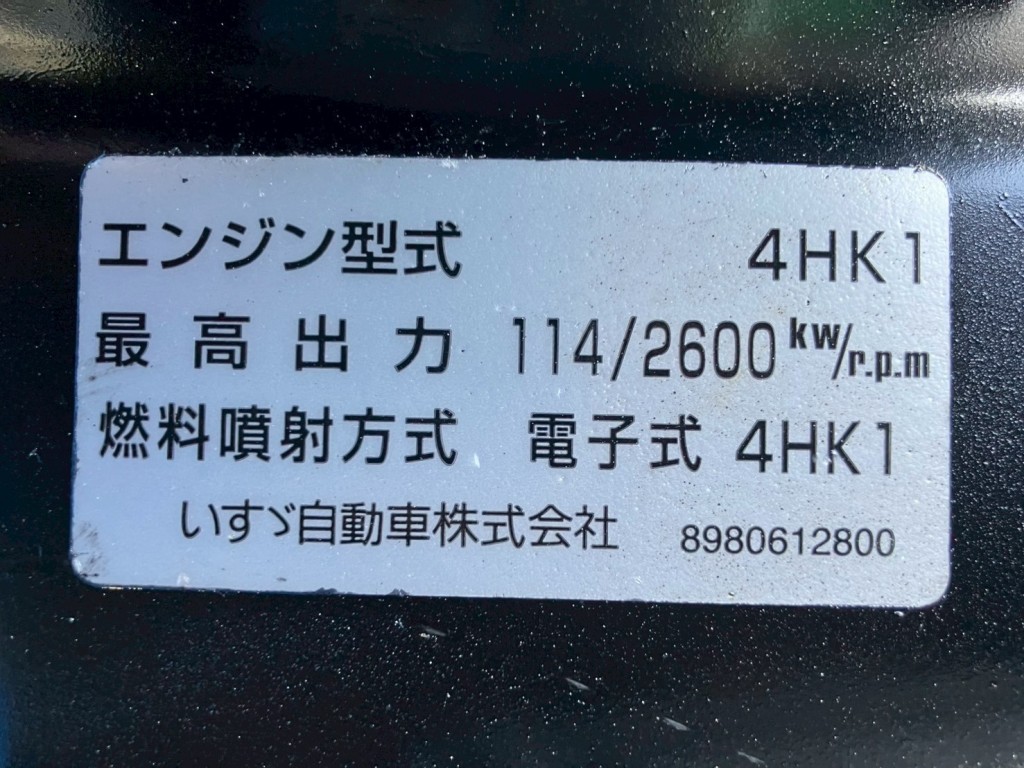 エンジン型式 4HK1
最高出力 114/2600 kw/r.p.m
燃料噴射方式 電子式 4HK1
いすゞ自動車株式会社 8980612800